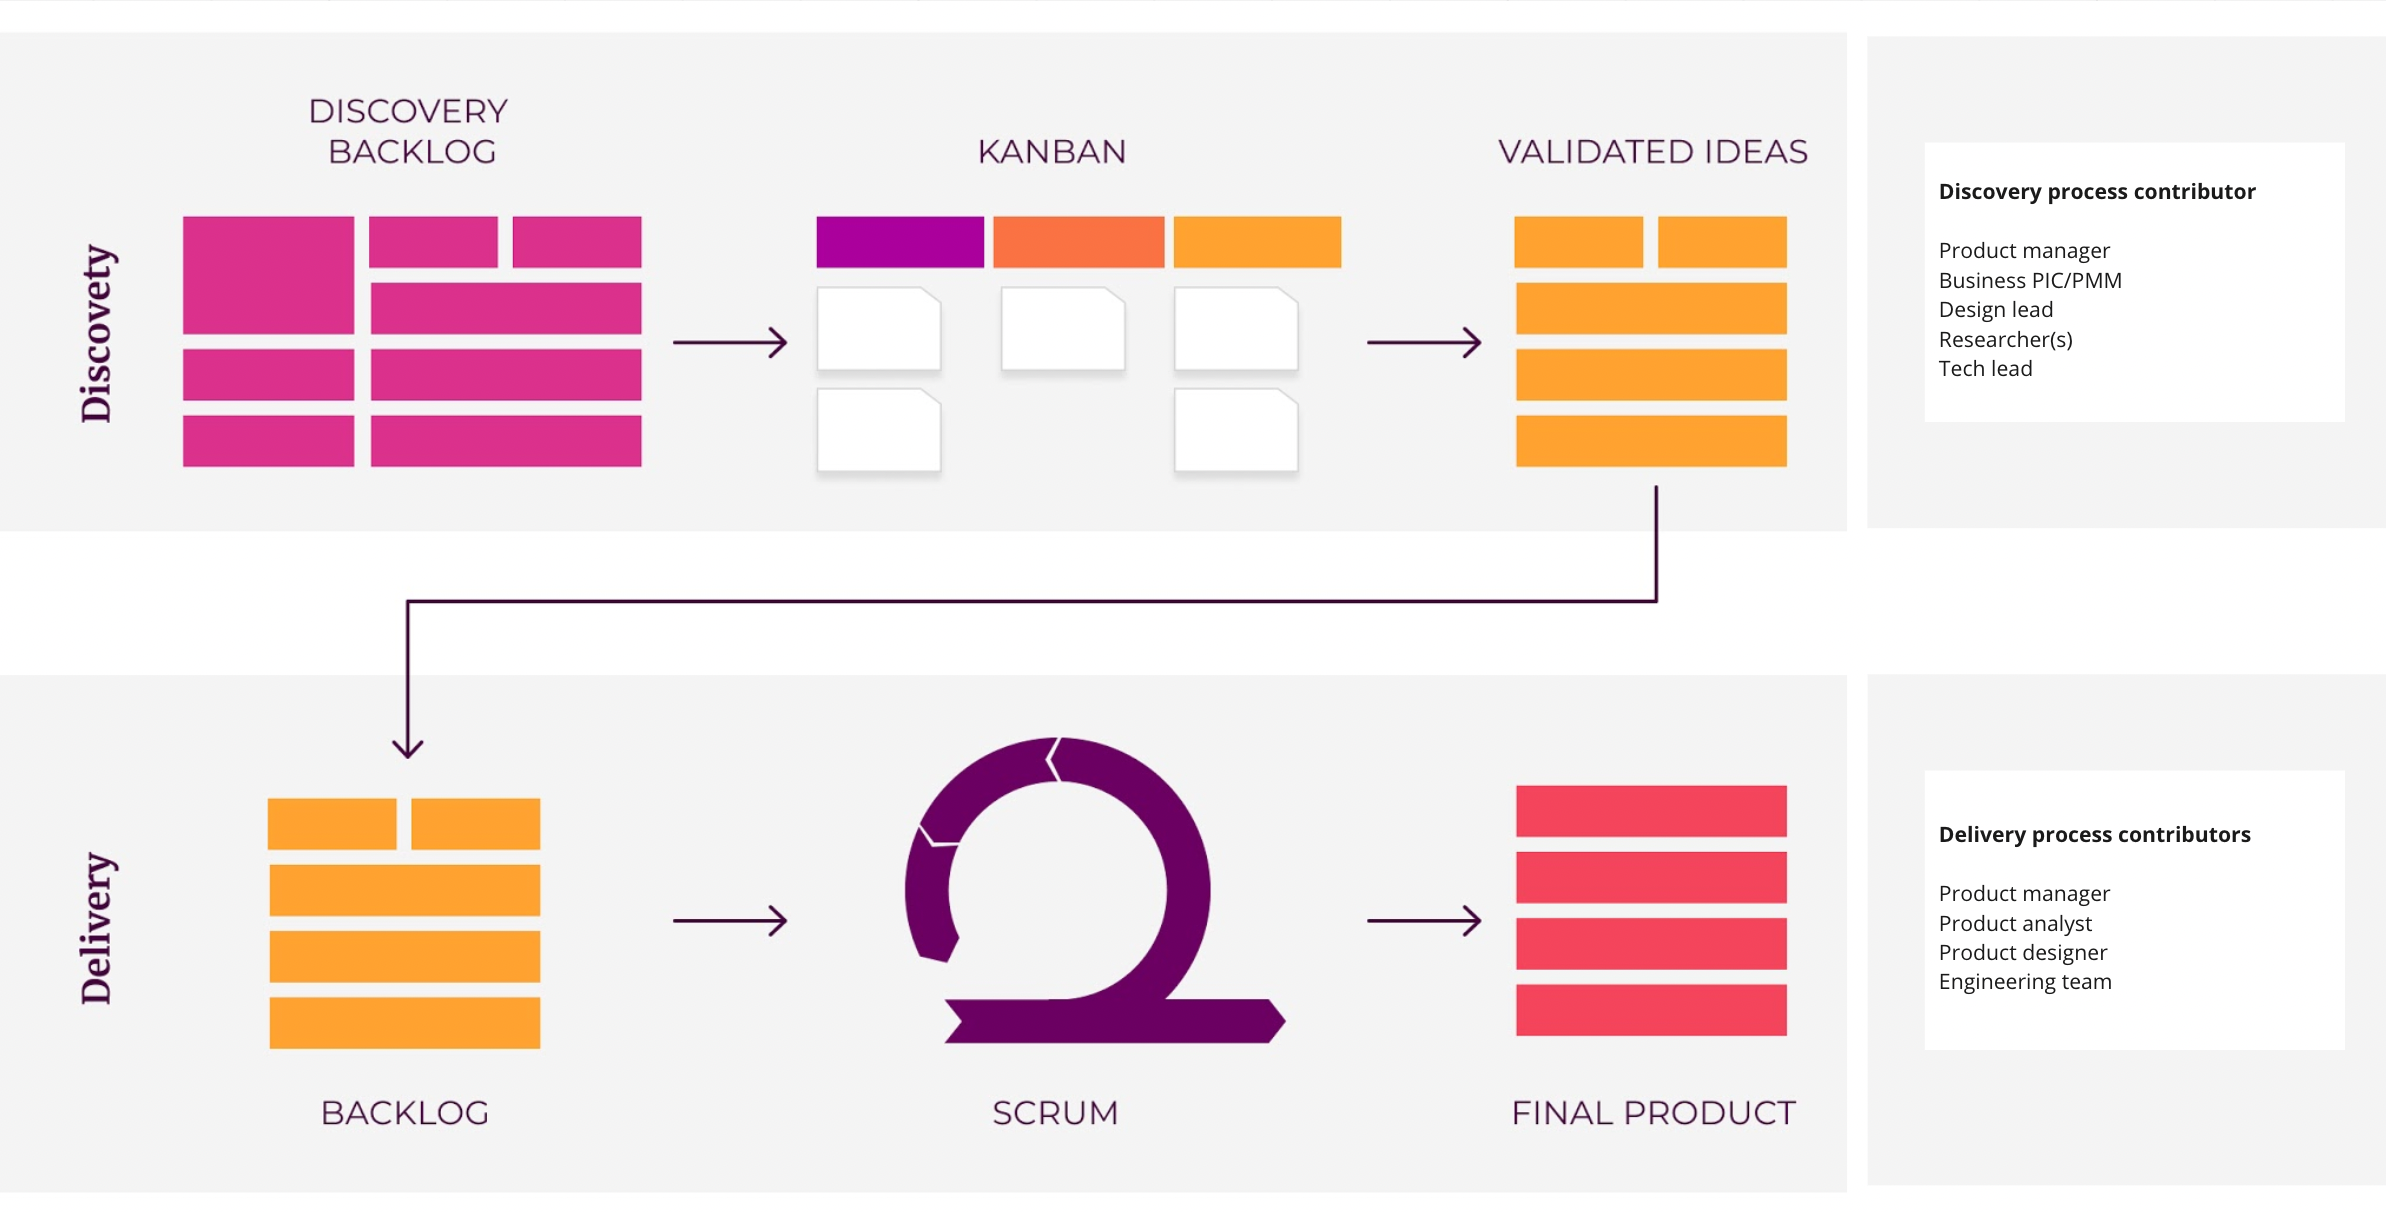 DISCOVERY
BACKLOG
KANBAN
VALIDATED IDEAS
Discovety
Discovery process contributor
Product manager
Business PIC/PMM
Design lead
Researcher(s)
Tech lead
Delivery
BACKLOG
SCRUM
FINAL PRODUCT
Delivery process contributors
Product manager
Product analyst
Product designer
Engineering team